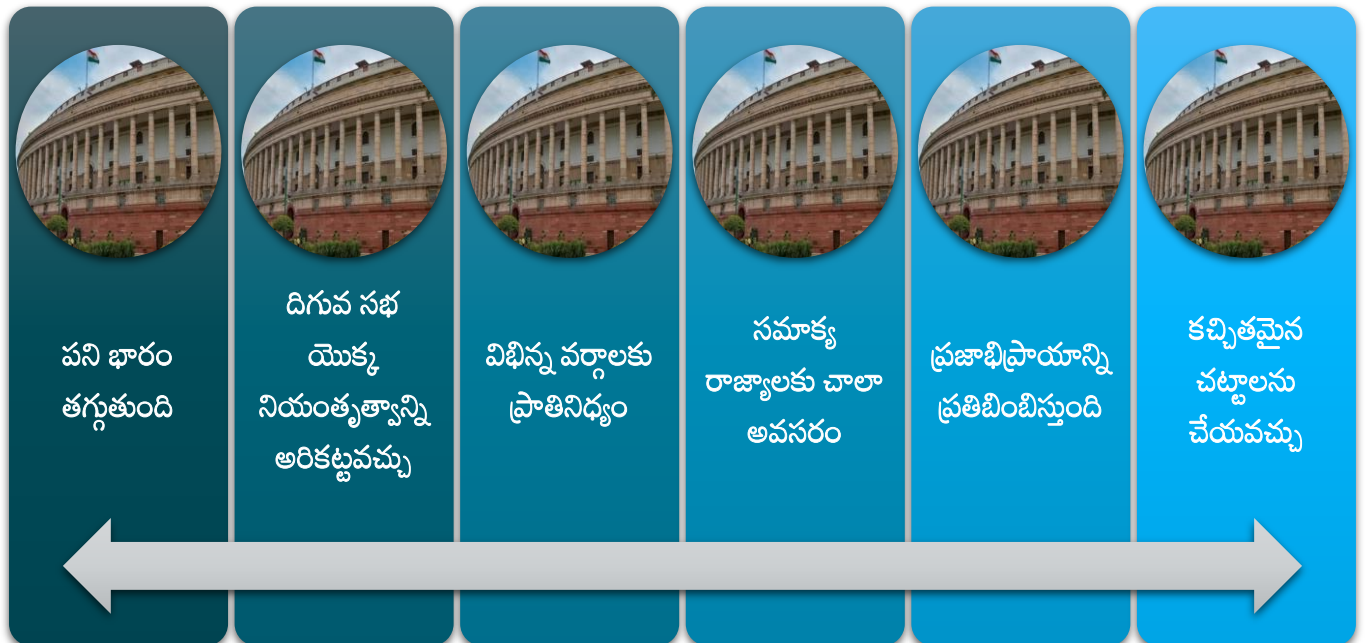 పని భారం
తగ్గుతుంది
దిగువ సభ
యొక్క
నియంతృత్వాన్ని
అరికట్టవచ్చు
విభిన్న వర్గాలకు
ప్రాతినిధ్యం
సమాక్య
రాజ్యాలకు చాలా
అవసరం
ప్రజాభిప్రాయాన్ని
ప్రతిబింబిస్తుంది
కచ్చితమైన
చట్టాలను
చేయవచ్చు